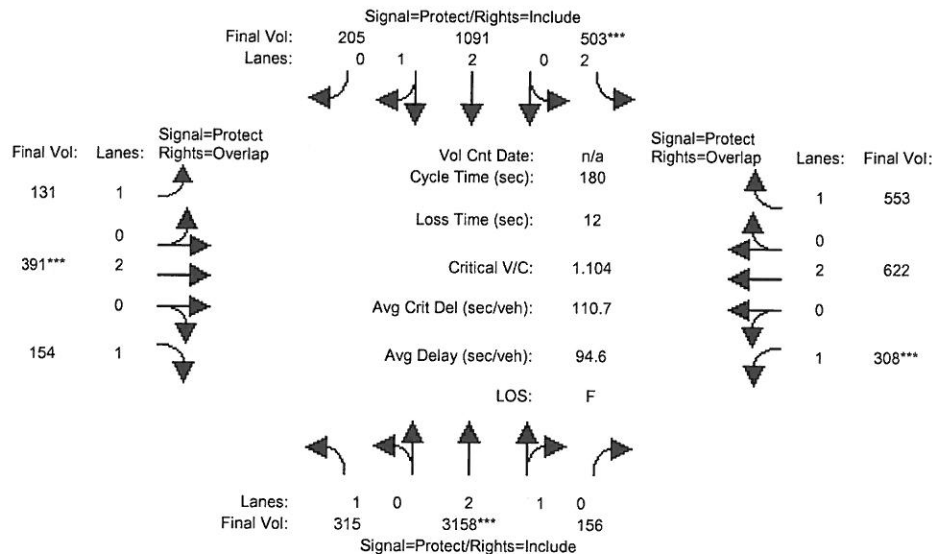 Signal=Protect/Rights=Include
Final Vol: 205 1091 503***
Lanes: 0 1 2 0 2
Signal=Protect
Final Vol: Lanes: Rights=Overlap
Vol Cnt Date: n/a
Signal=Protect
Rights=Overlap Lanes: Final Vol:
131 1
Cycle Time (sec): 180
1 553
0
Loss Time (sec): 12
0
391*** 2
Critical V/C: 1.104
2 622
0
Avg Crit Del (sec/veh): 110.7
0
154 1
Avg Delay (sec/veh): 94.6
1 308***
LOS: F
Lanes: 1 0 2 1 0
Final Vol: 315 3158*** 156
Signal=Protect/Rights=Include